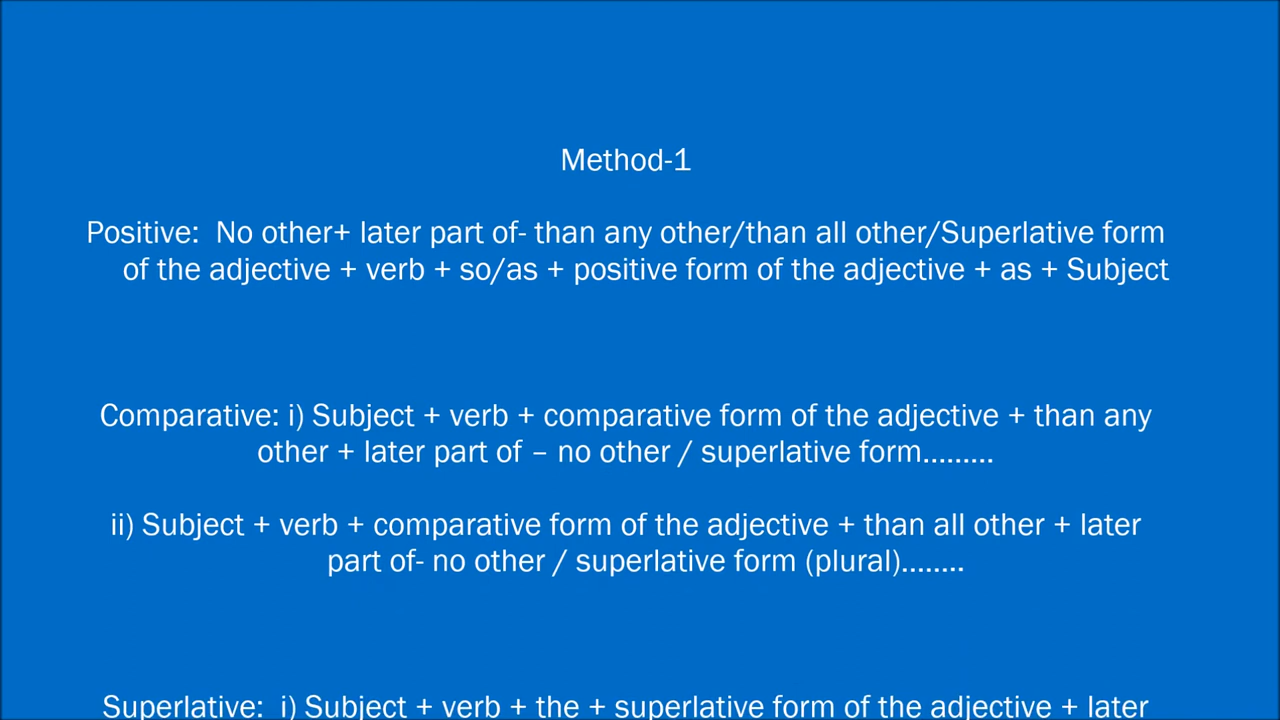 Method-1
Positive:  No other+ later part of- than any other/than all other/Superlative form
of the adjective + verb + so/as + positive form of the adjective + as + Subject
Comparative: i) Subject + verb + comparative form of the adjective + than any
other + later part of – no other / superlative form.........
ii) Subject + verb + comparative form of the adjective + than all other + later
part of- no other / superlative form (plural)........
Superlative:  i) Subject + verb + the + superlative form of the adjective + later